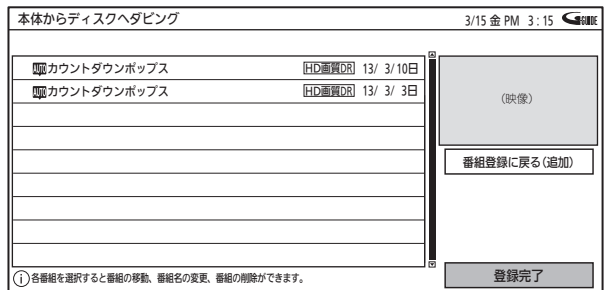 本体からディスクへダビング
3/15 金 PM 3:15 G-GUIDE
カウントダウンポップス HD画質DR 13/ 3/10日
カウントダウンポップス HD画質DR 13/ 3/ 3日
(映像)
番組登録に戻る(追加)
ⓘ各番組を選択すると番組の移動、番組名の変更、番組の削除ができます。
登録完了